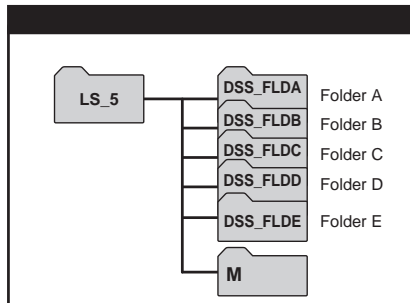 LS_5
DSS_FLDA Folder A
DSS_FLDB Folder B
DSS_FLDC Folder C
DSS_FLDD Folder D
DSS_FLDE Folder E
M